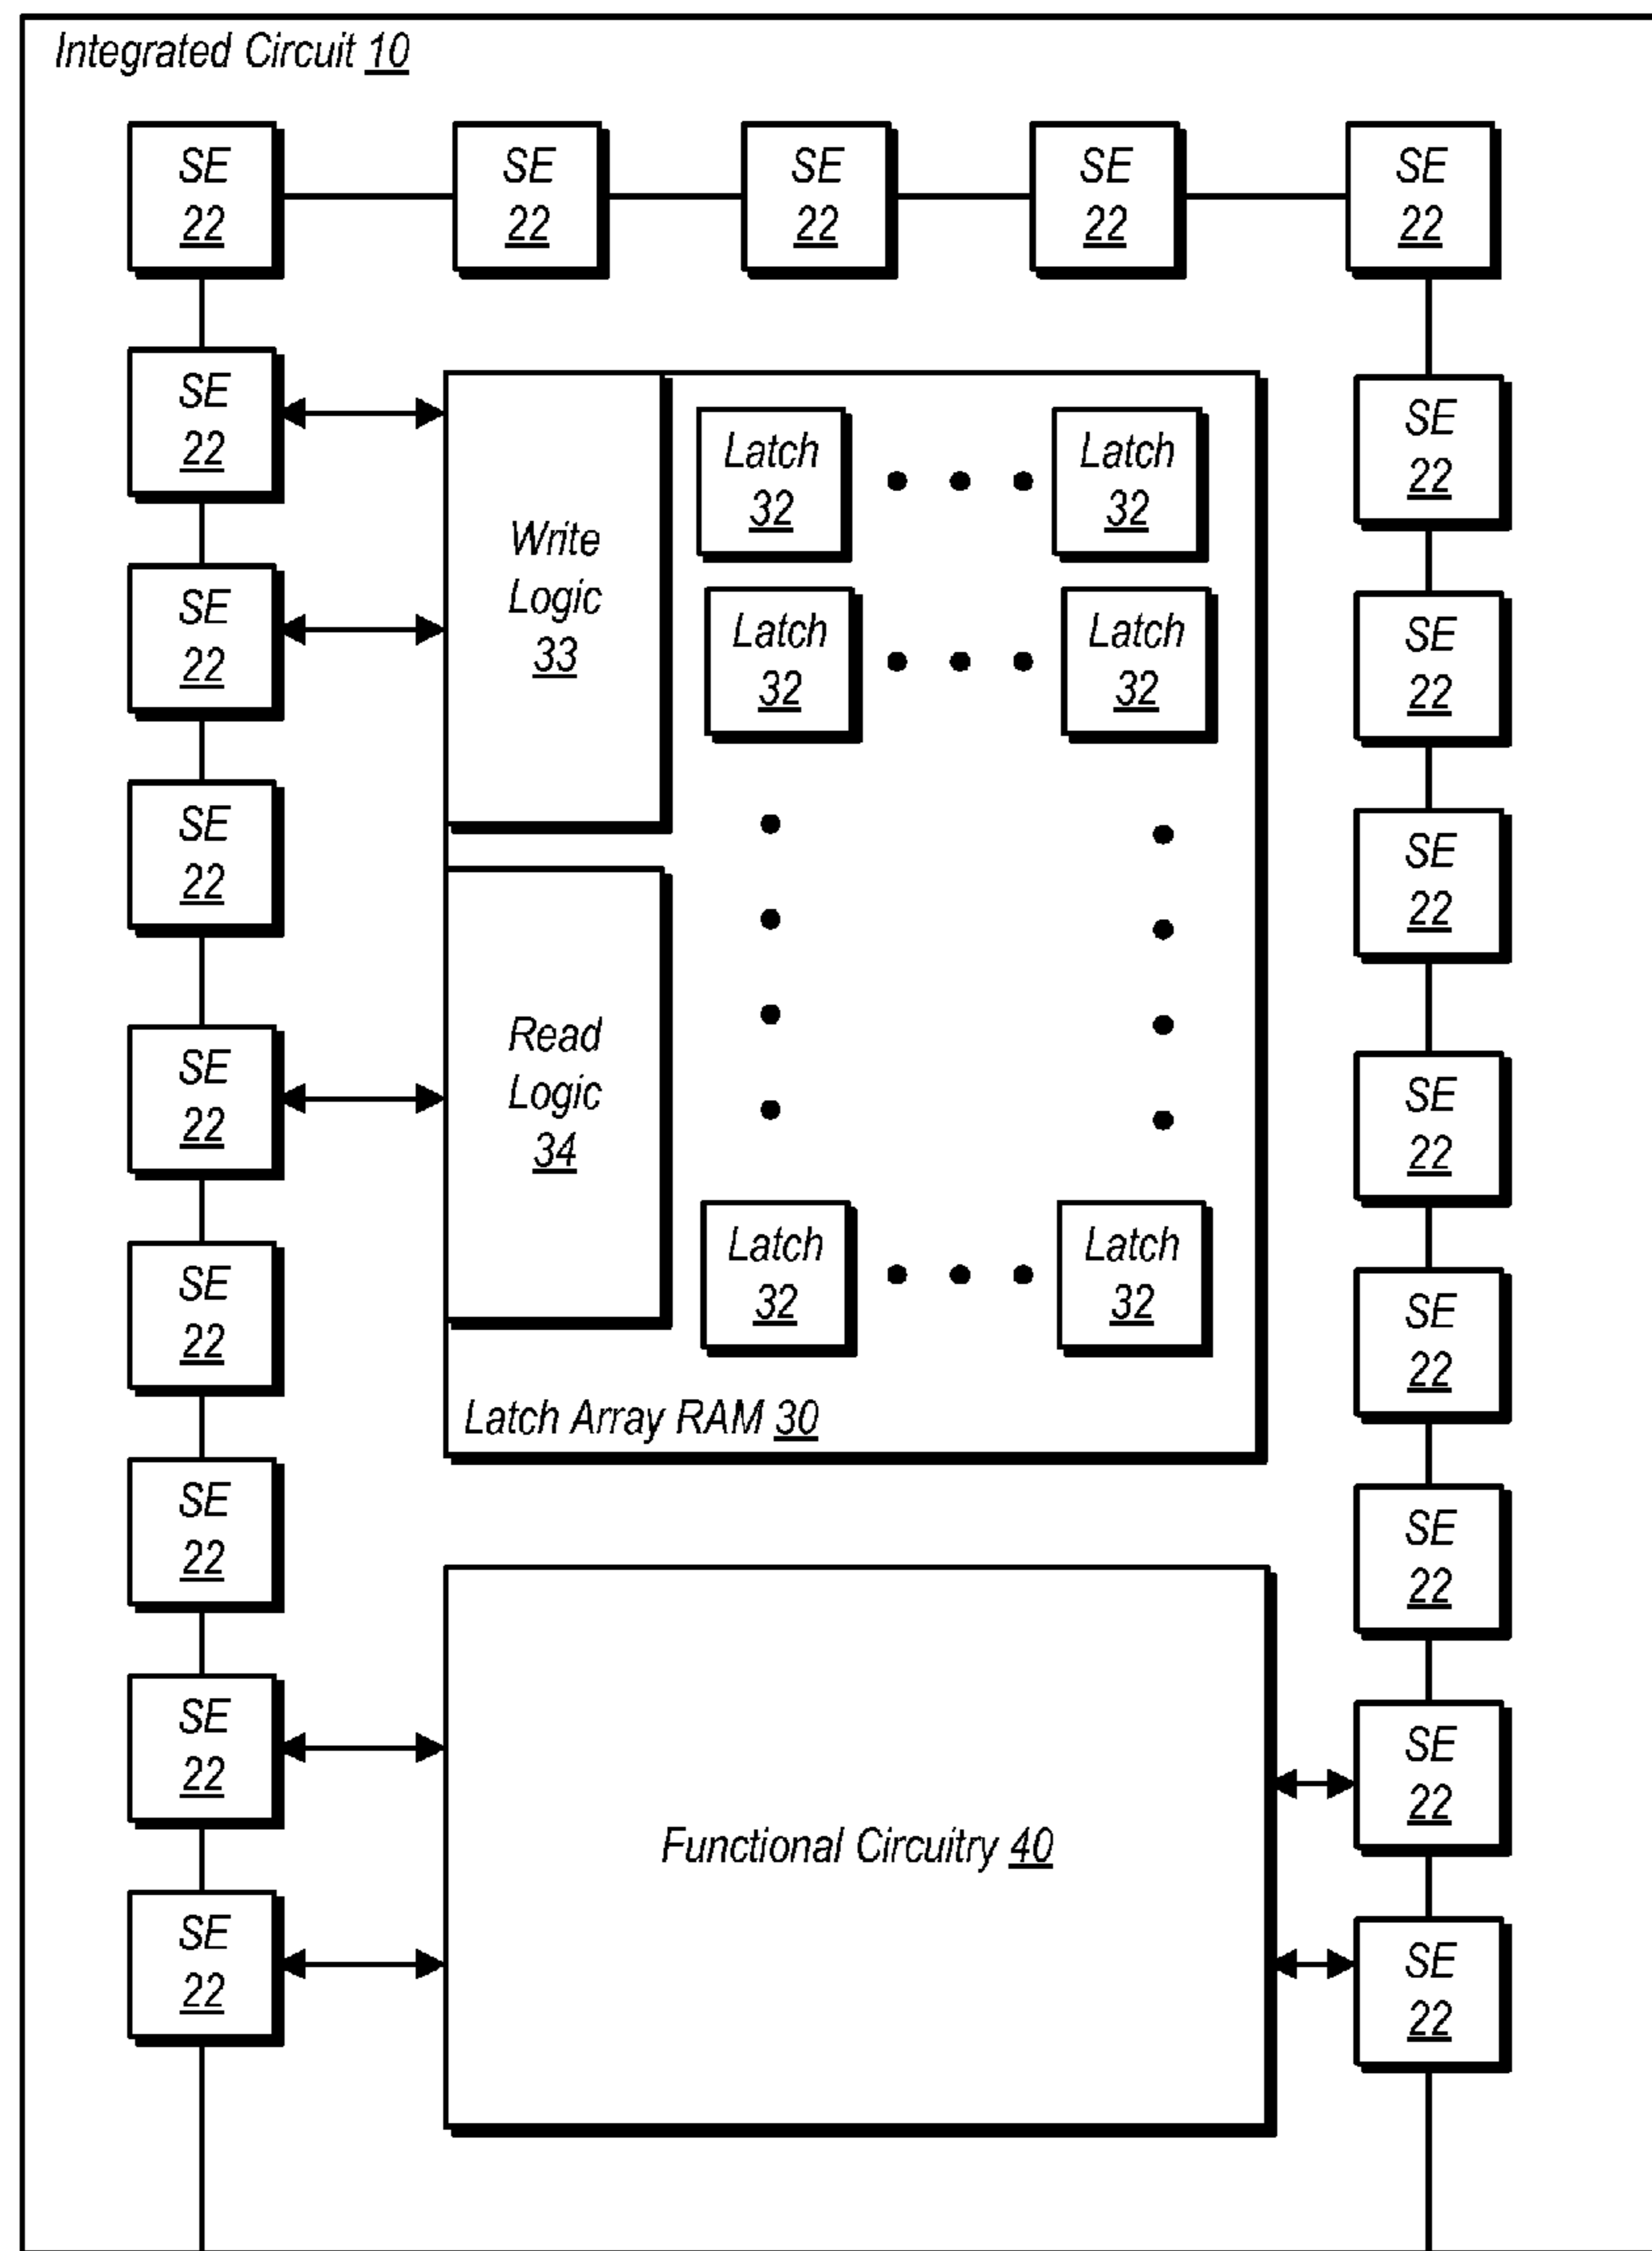 Integrated Circuit 10
SE
22
SE
22
SE
22
SE
22
SE
22
SE
22
SE
22
SE
22
SE
22
SE
22
SE
22
SE
22
SE
22
Write
Logic
33
Read
Logic
34
Latch
32
Latch
32
Latch
32
Latch
32
Latch
32
Latch
32
Latch Array RAM 30
Functional Circuitry 40
SE
22
SE
22
SE
22
SE
22
SE
22
SE
22
SE
22
SE
22